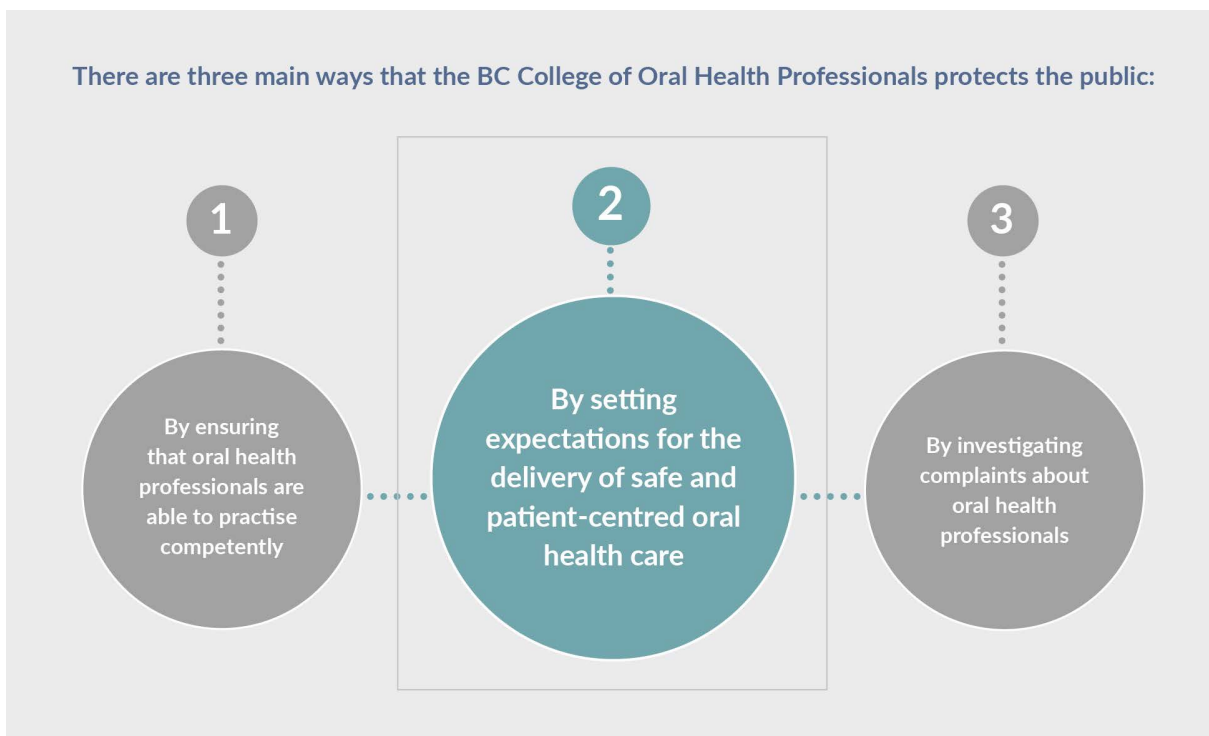 There are three main ways that the BC College of Oral Health Professionals protects the public:
1
By ensuring
that oral health
professionals are
able to practise
competently
2
By setting
expectations for the
delivery of safe and
patient-centred oral
health care
3
By investigating
complaints about
oral health
professionals